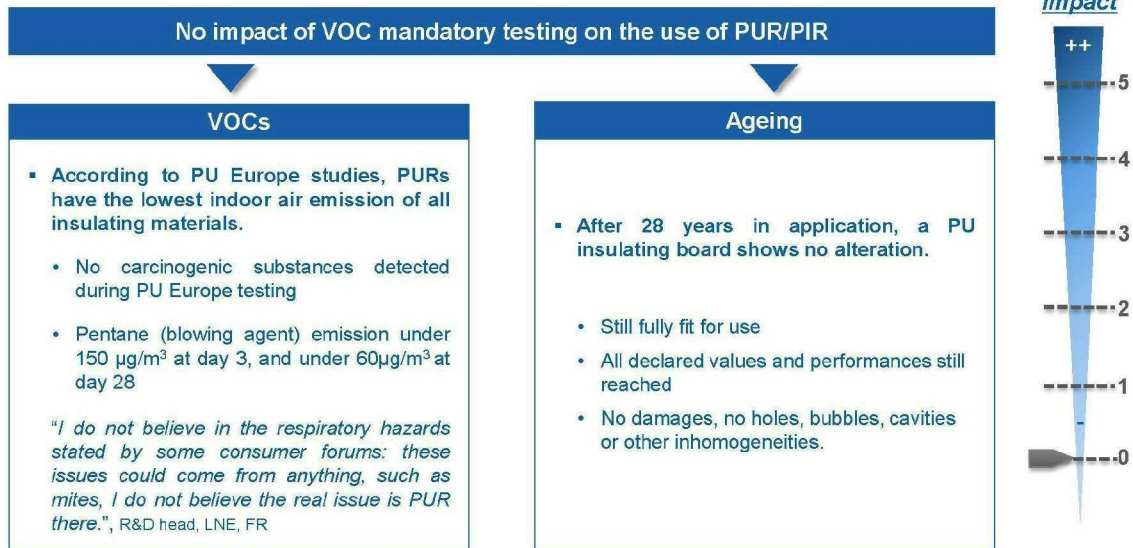 Impact
No impact of VOC mandatory testing on the use of PUR/PIR
VOCs
▪ According to PU Europe studies, PURs
have the lowest indoor air emission of all
insulating materials.
• No carcinogenic substances detected
during PU Europe testing
• Pentane (blowing agent) emission under
150 µg/m³ at day 3, and under 60µg/m³ at
day 28
"I do not believe in the respiratory hazards
stated by some consumer forums: these
issues could come from anything, such as
mites, I do not believe the real issue is PUR
there.", R&D head, LNE, FR
Ageing
▪ After 28 years in application, a PU
insulating board shows no alteration.
• Still fully fit for use
• All declared values and performances still
reached
• No damages, no holes, bubbles, cavities
or other inhomogeneities.
++
5
4
3
2
1
-
0